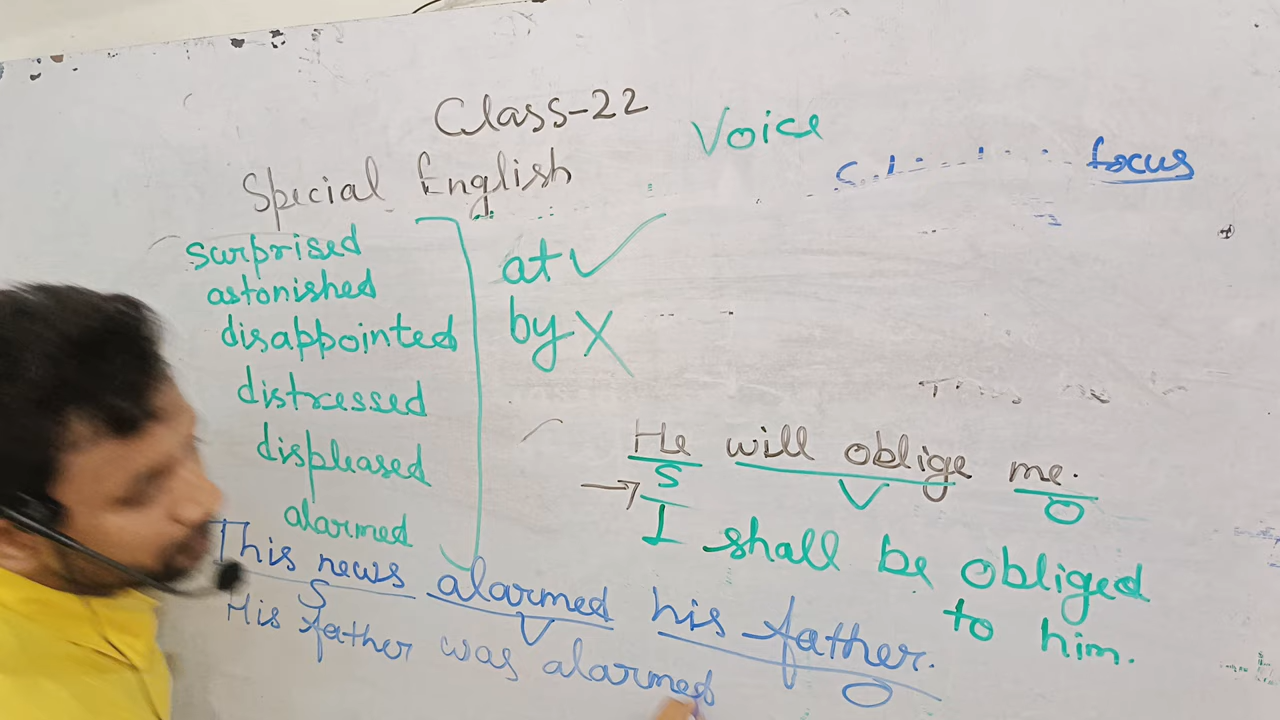 Class-22
Voice
Special English
focus
surprised
astonished
disappointed
distressed
displeased
alarmed
at ✓
by X
He will oblige me.
S V O
→ I shall be obliged
to him.
This news alarmed his father.
S V O
His father was alarmed